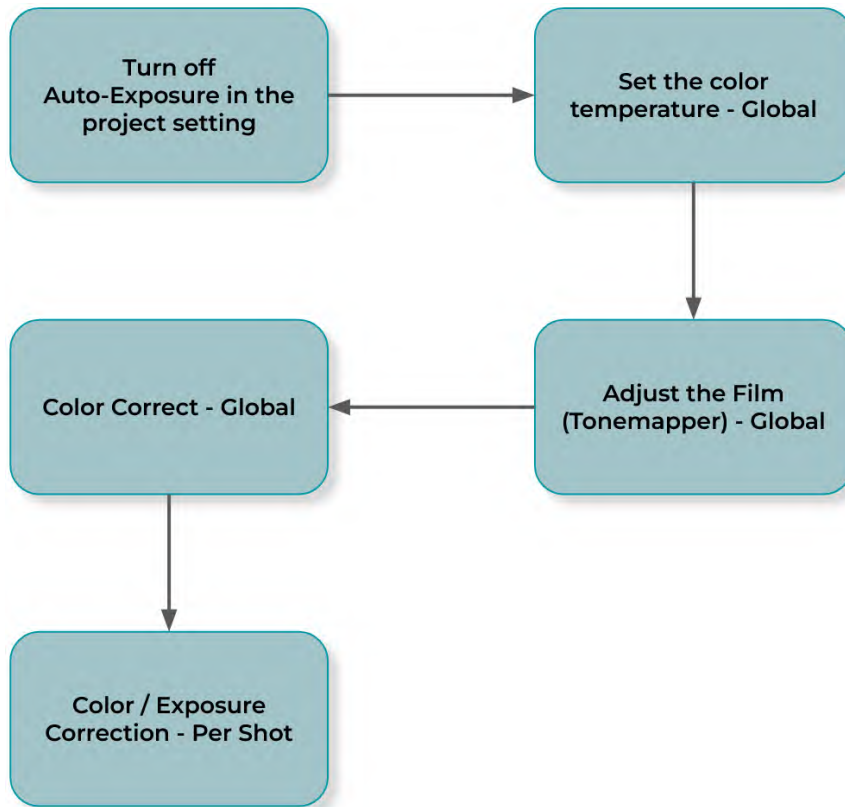 Turn off
Auto-Exposure in the
project setting
Set the color
temperature - Global
Adjust the Film
(Tonemapper) - Global
Color Correct - Global
Color / Exposure
Correction - Per Shot